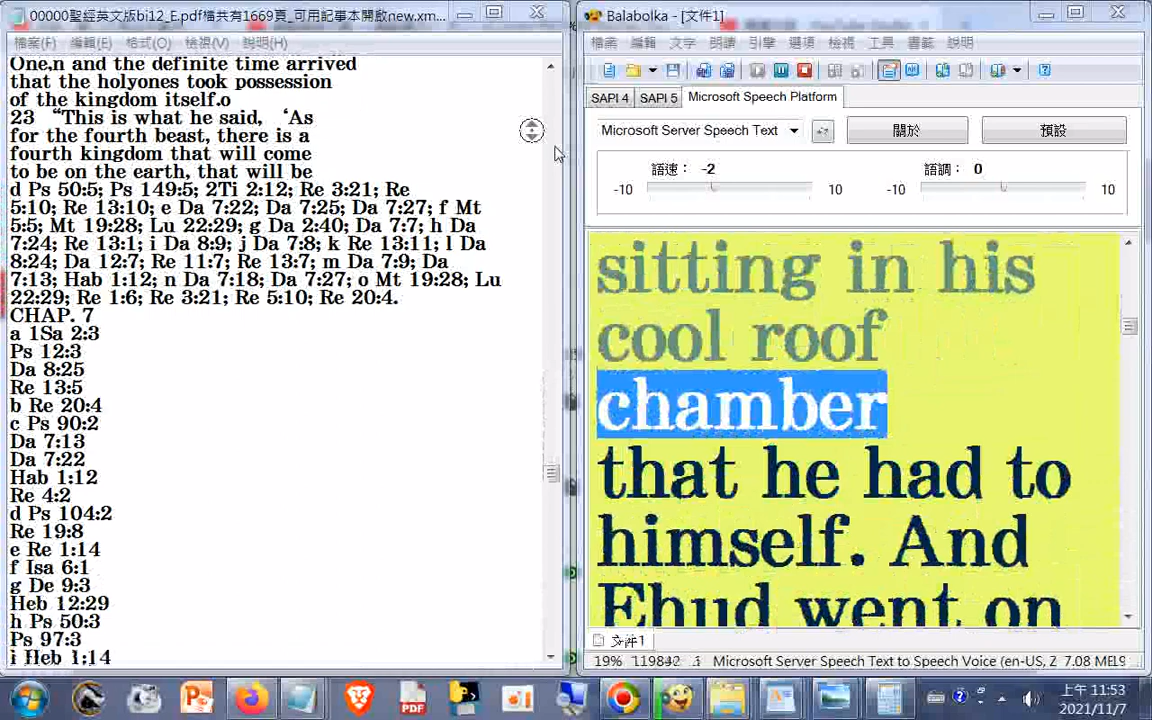 00000聖經英文版bi12_E.pdf檔共有1669頁_可用記事本開啟new.xm...
檔案(F) 編輯(E) 格式(O) 檢視(V) 說明(H)
One,n and the definite time arrived
that the holyones took possession
of the kingdom itself.o
23 “This is what he said, ‘As
for the fourth beast, there is a
fourth kingdom that will come
to be on the earth, that will be
d Ps 50:5; Ps 149:5; 2Ti 2:12; Re 3:21; Re
5:10; Re 13:10; e Da 7:22; Da 7:25; Da 7:27; f Mt
5:5; Mt 19:28; Lu 22:29; g Da 2:40; Da 7:7; h Da
7:24; Re 13:1; i Da 8:9; j Da 7:8; k Re 13:11; l Da
8:24; Da 12:7; Re 11:7; Re 13:7; m Da 7:9; Da
7:13; Hab 1:12; n Da 7:18; Da 7:27; o Mt 19:28; Lu
22:29; Re 1:6; Re 3:21; Re 5:10; Re 20:4.
CHAP. 7
a 1Sa 2:3
Ps 12:3
Da 8:25
Re 13:5
b Re 20:4
c Ps 90:2
Da 7:13
Da 7:22
Hab 1:12
Re 4:2
d Ps 104:2
Re 19:8
e Re 1:14
f Isa 6:1
g De 9:3
Heb 12:29
h Ps 50:3
Ps 97:3
i Heb 1:14
Balabolka - [文件1]
檔案 編輯 文字 朗讀 引擎 選項 檢視 工具 書籤 說明
SAPI 4 SAPI 5 Microsoft Speech Platform
Microsoft Server Speech Text 關於 預設
語速: -2 語調: 0
-10 10 -10 10
sitting in his
cool roof
chamber
that he had to
himself. And
Ehud went on
文件1
19% 119842 Microsoft Server Speech Text to Speech Voice (en-US, Z 7.08 ME
上午 11:53
2021/11/7